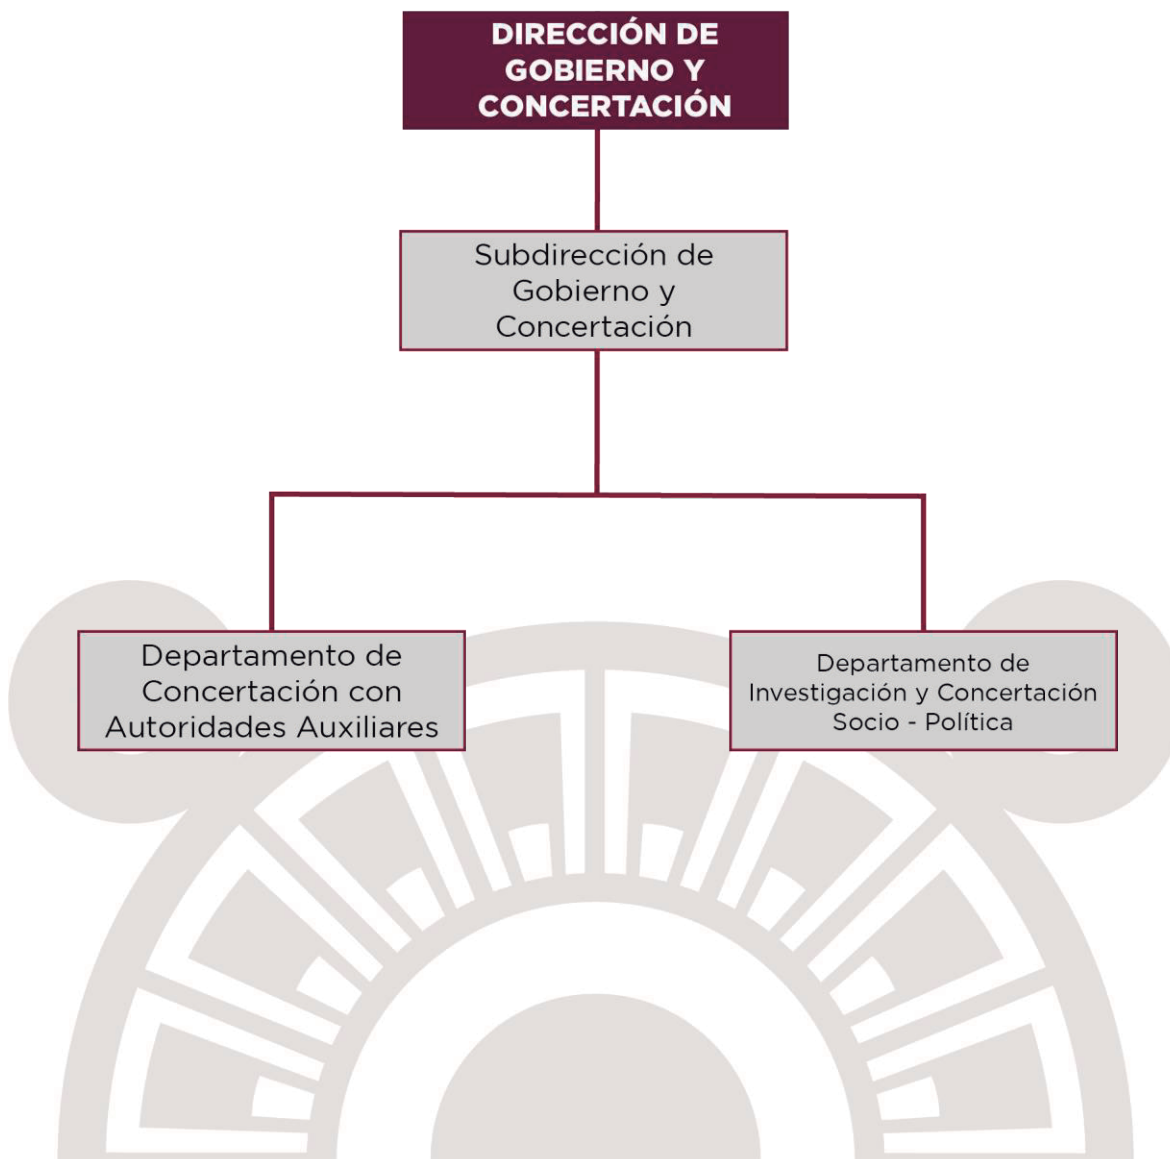 DIRECCIÓN DE
GOBIERNO Y
CONCERTACIÓN
Subdirección de
Gobierno y
Concertación
Departamento de
Concertación con
Autoridades Auxiliares
Departamento de
Investigación y Concertación
Socio - Política